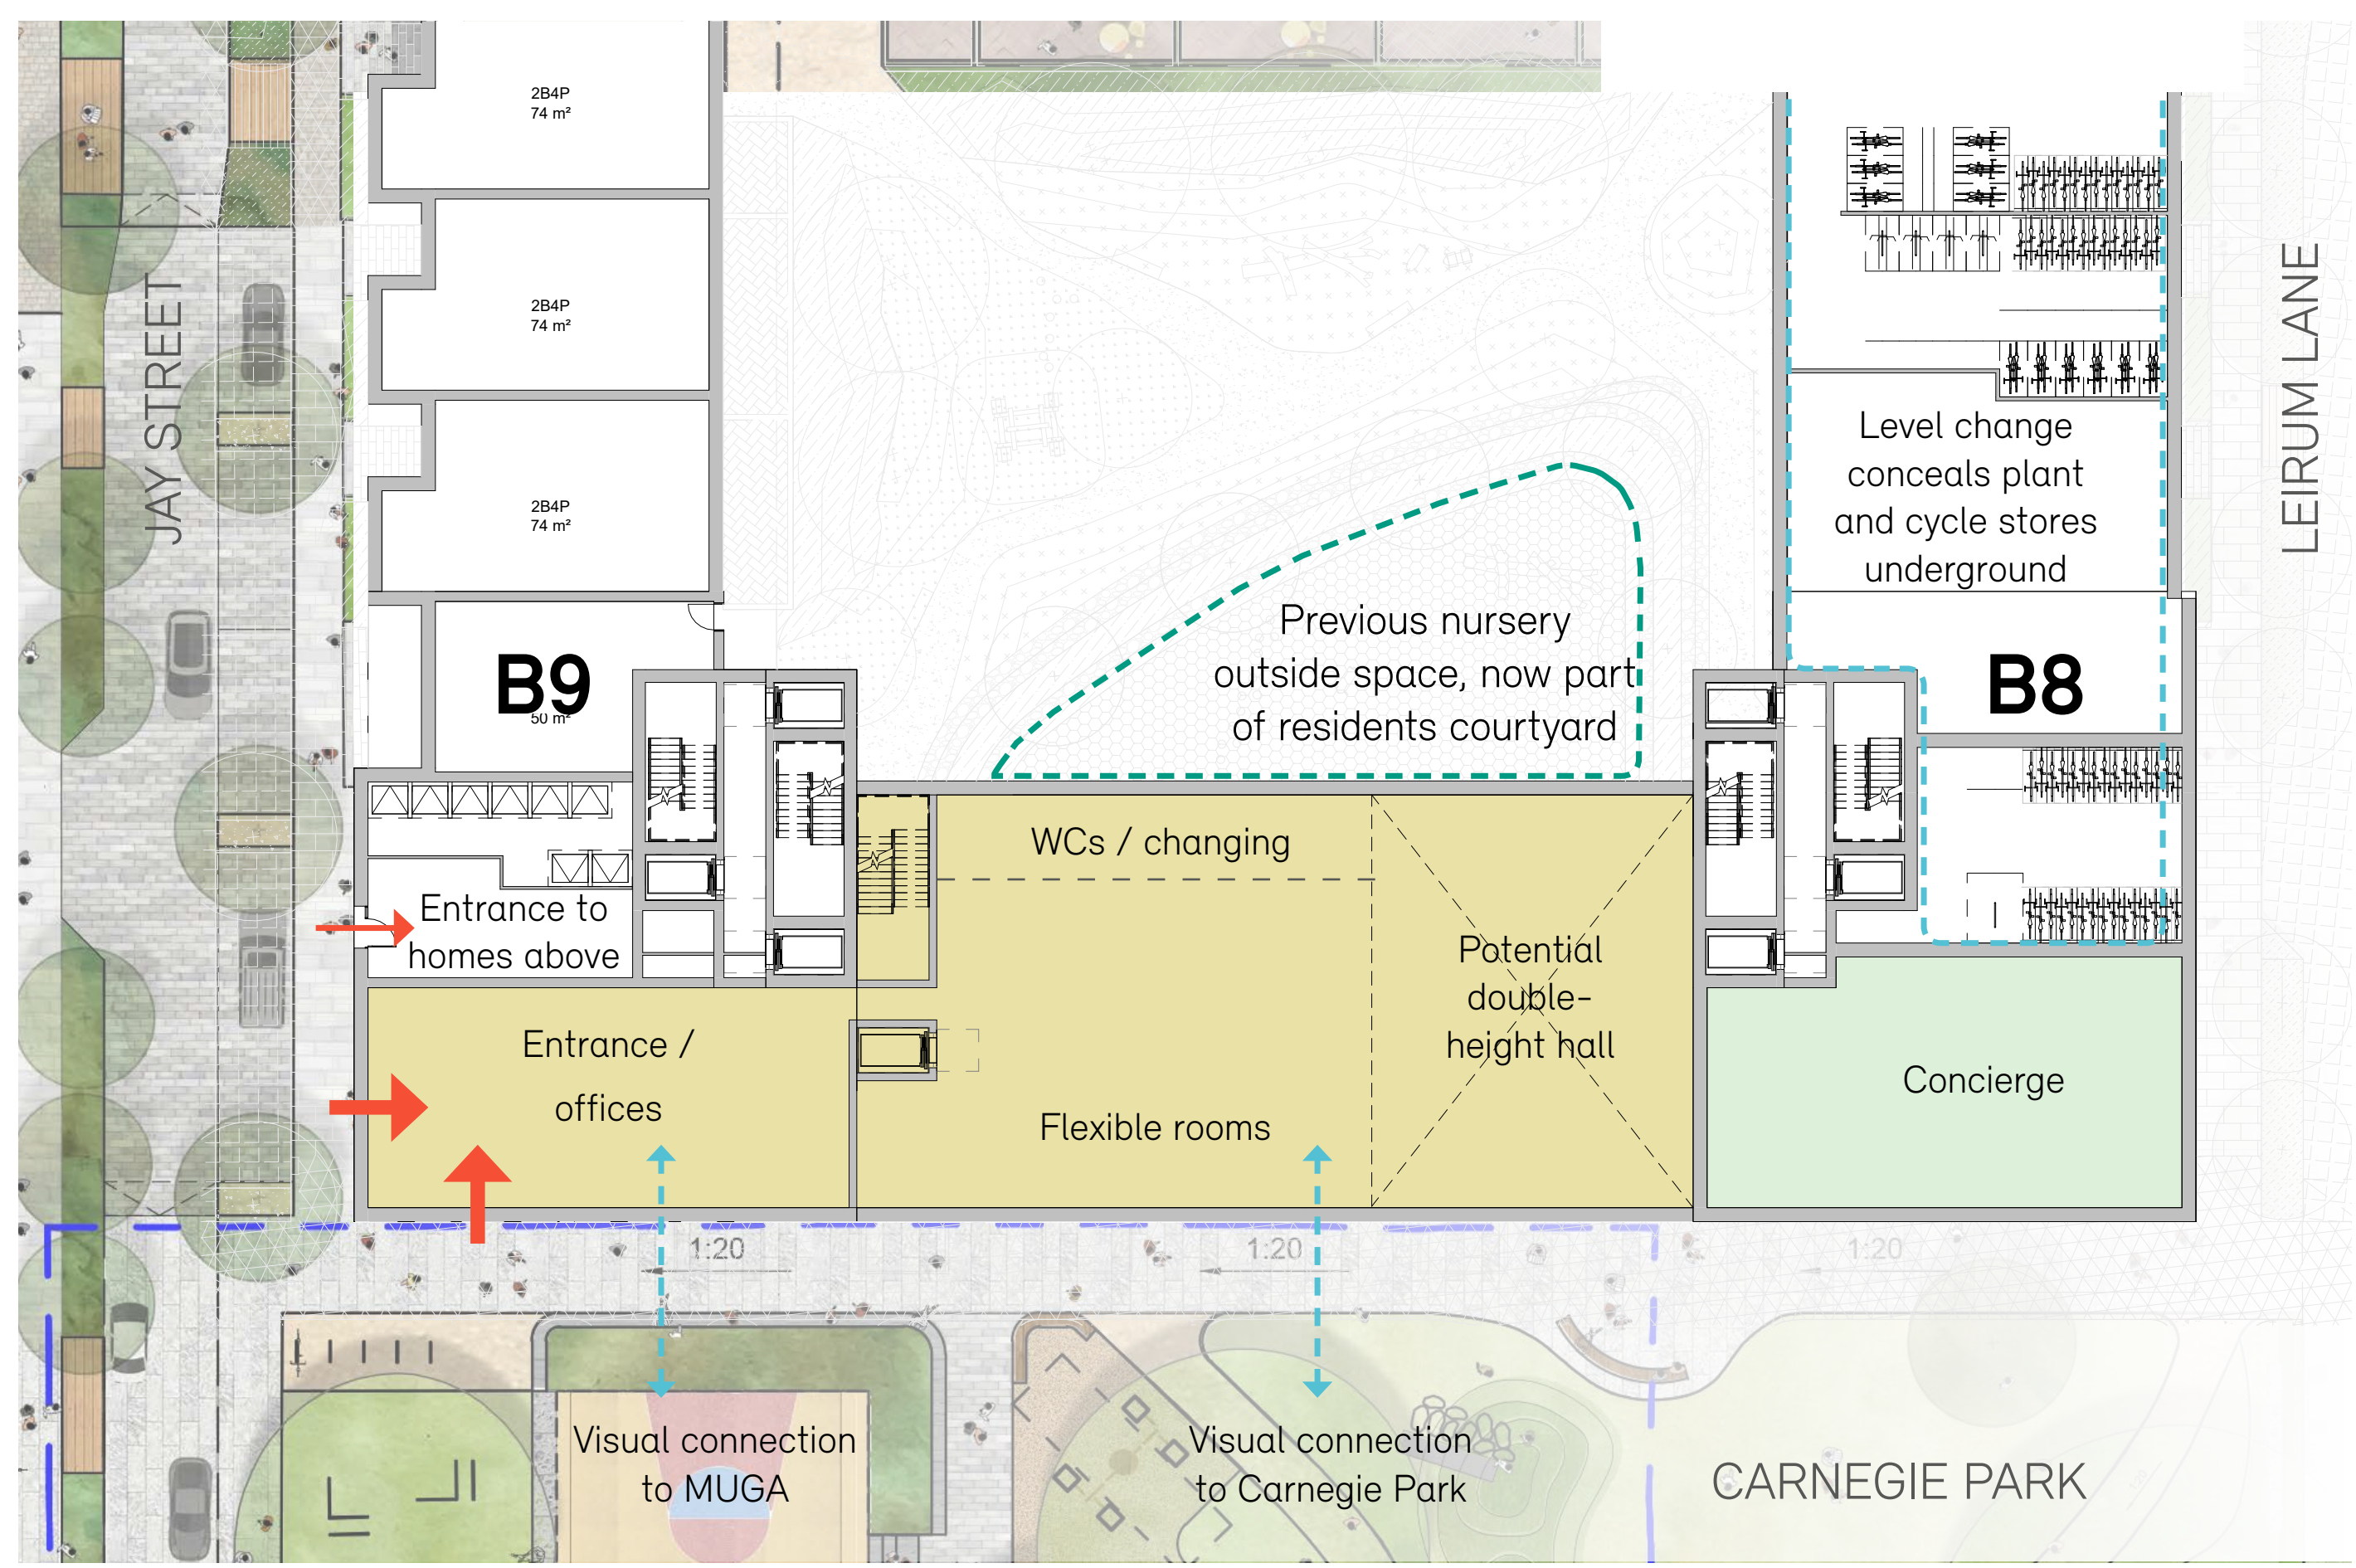 2B4P
74 m²
2B4P
74 m²
2B4P
74 m²
JAY STREET
LEIRUM LANE
Level change
conceals plant
and cycle stores
underground
Previous nursery
outside space, now part
of residents courtyard
B9
50 m²
B8
WCs / changing
Entrance to
homes above
Potential
double-
height hall
Entrance /
offices
Flexible rooms
Concierge
1:20
1:20
1:20
Visual connection
to MUGA
Visual connection
to Carnegie Park
CARNEGIE PARK